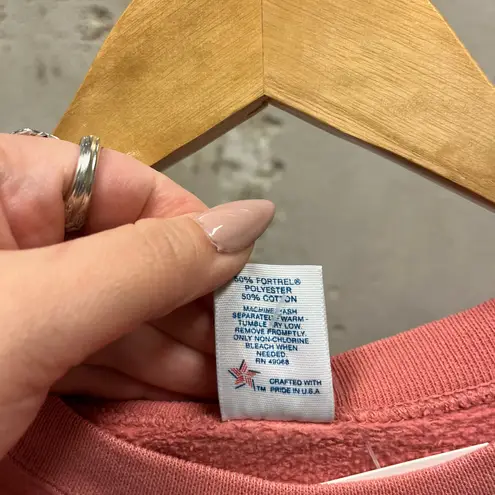 50% FORTREL®
POLYESTER
50% COTTON
MACHINE WASH
SEPARATELY-WARM-
TUMBLE DRY LOW.
REMOVE PROMPTLY.
ONLY NON-CHLORINE
BLEACH WHEN
NEEDED.
RN 49068
TM CRAFTED WITH
PRIDE IN U.S.A.